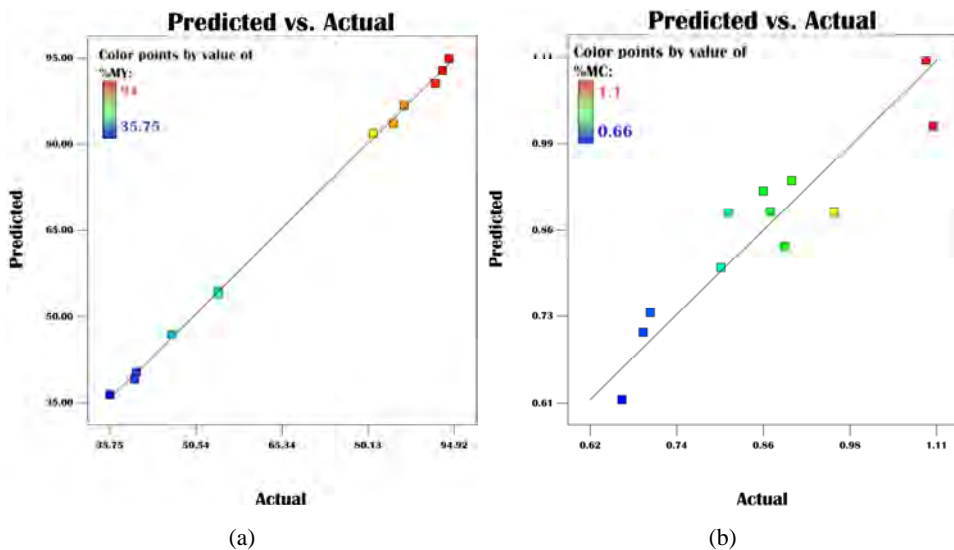 Predicted vs. Actual
95.00
Color points by value of
%MY:
94
35.75
80.00
65.00
50.00
35.00
Predicted
35.75 50.54 65.34 80.13 94.92
Actual
(a)
Predicted vs. Actual
1.11
Color points by value of
%MC:
1.1
0.66
0.99
0.86
0.73
0.61
Predicted
0.62 0.74 0.86 0.98 1.11
Actual
(b)